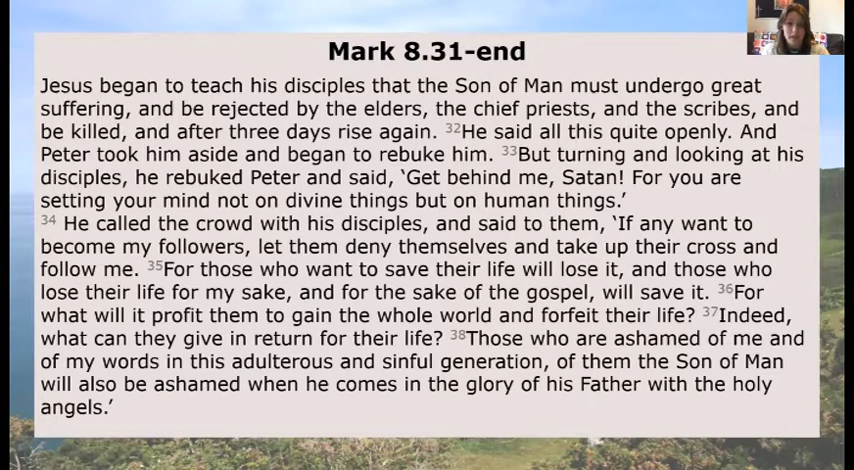 Mark 8.31-end
Jesus began to teach his disciples that the Son of Man must undergo great
suffering, and be rejected by the elders, the chief priests, and the scribes, and
be killed, and after three days rise again. 32He said all this quite openly. And
Peter took him aside and began to rebuke him. 33But turning and looking at his
disciples, he rebuked Peter and said, ‘Get behind me, Satan! For you are
setting your mind not on divine things but on human things.’
34 He called the crowd with his disciples, and said to them, ‘If any want to
become my followers, let them deny themselves and take up their cross and
follow me. 35For those who want to save their life will lose it, and those who
lose their life for my sake, and for the sake of the gospel, will save it. 36For
what will it profit them to gain the whole world and forfeit their life? 37Indeed,
what can they give in return for their life? 38Those who are ashamed of me and
of my words in this adulterous and sinful generation, of them the Son of Man
will also be ashamed when he comes in the glory of his Father with the holy
angels.’